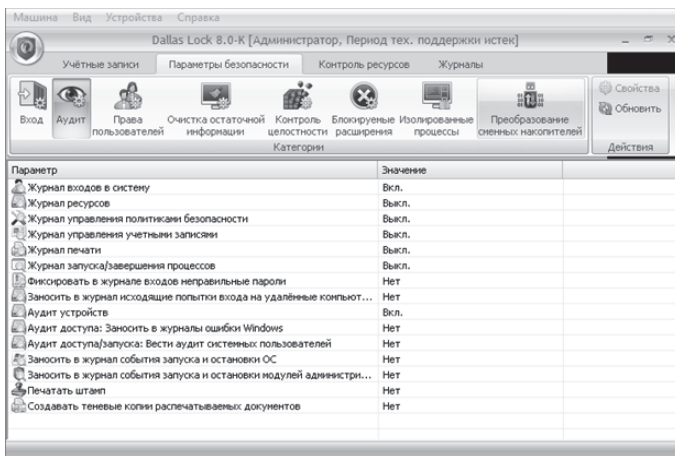 Машина Вид Устройства Справка
Dallas Lock 8.0-K [Администратор, Период тех. поддержки истек]
Учётные записи Параметры безопасности Контроль ресурсов Журналы
Вход Аудит Права пользователей Очистка остаточной информации Контроль целостности Блокируемые расширения Изолированные процессы Преобразование сменных накопителей
Свойства
Обновить
Категории Действия
Параметр Значение
Журнал входов в систему Вкл.
Журнал ресурсов Выкл.
Журнал управления политиками безопасности Выкл.
Журнал управления учетными записями Выкл.
Журнал печати Выкл.
Журнал запуска/завершения процессов Выкл.
Фиксировать в журнале входов неправильные пароли Нет
Заносить в журнал исходящие попытки входа на удалённые компьют... Нет
Аудит устройств Вкл.
Аудит доступа: Заносить в журналы ошибки Windows Нет
Аудит доступа/запуска: Вести аудит системных пользователей Нет
Заносить в журнал события запуска и остановки ОС Нет
Заносить в журнал события запуска и остановки модулей администри... Нет
Печатать штамп Нет
Создавать теневые копии распечатываемых документов Нет